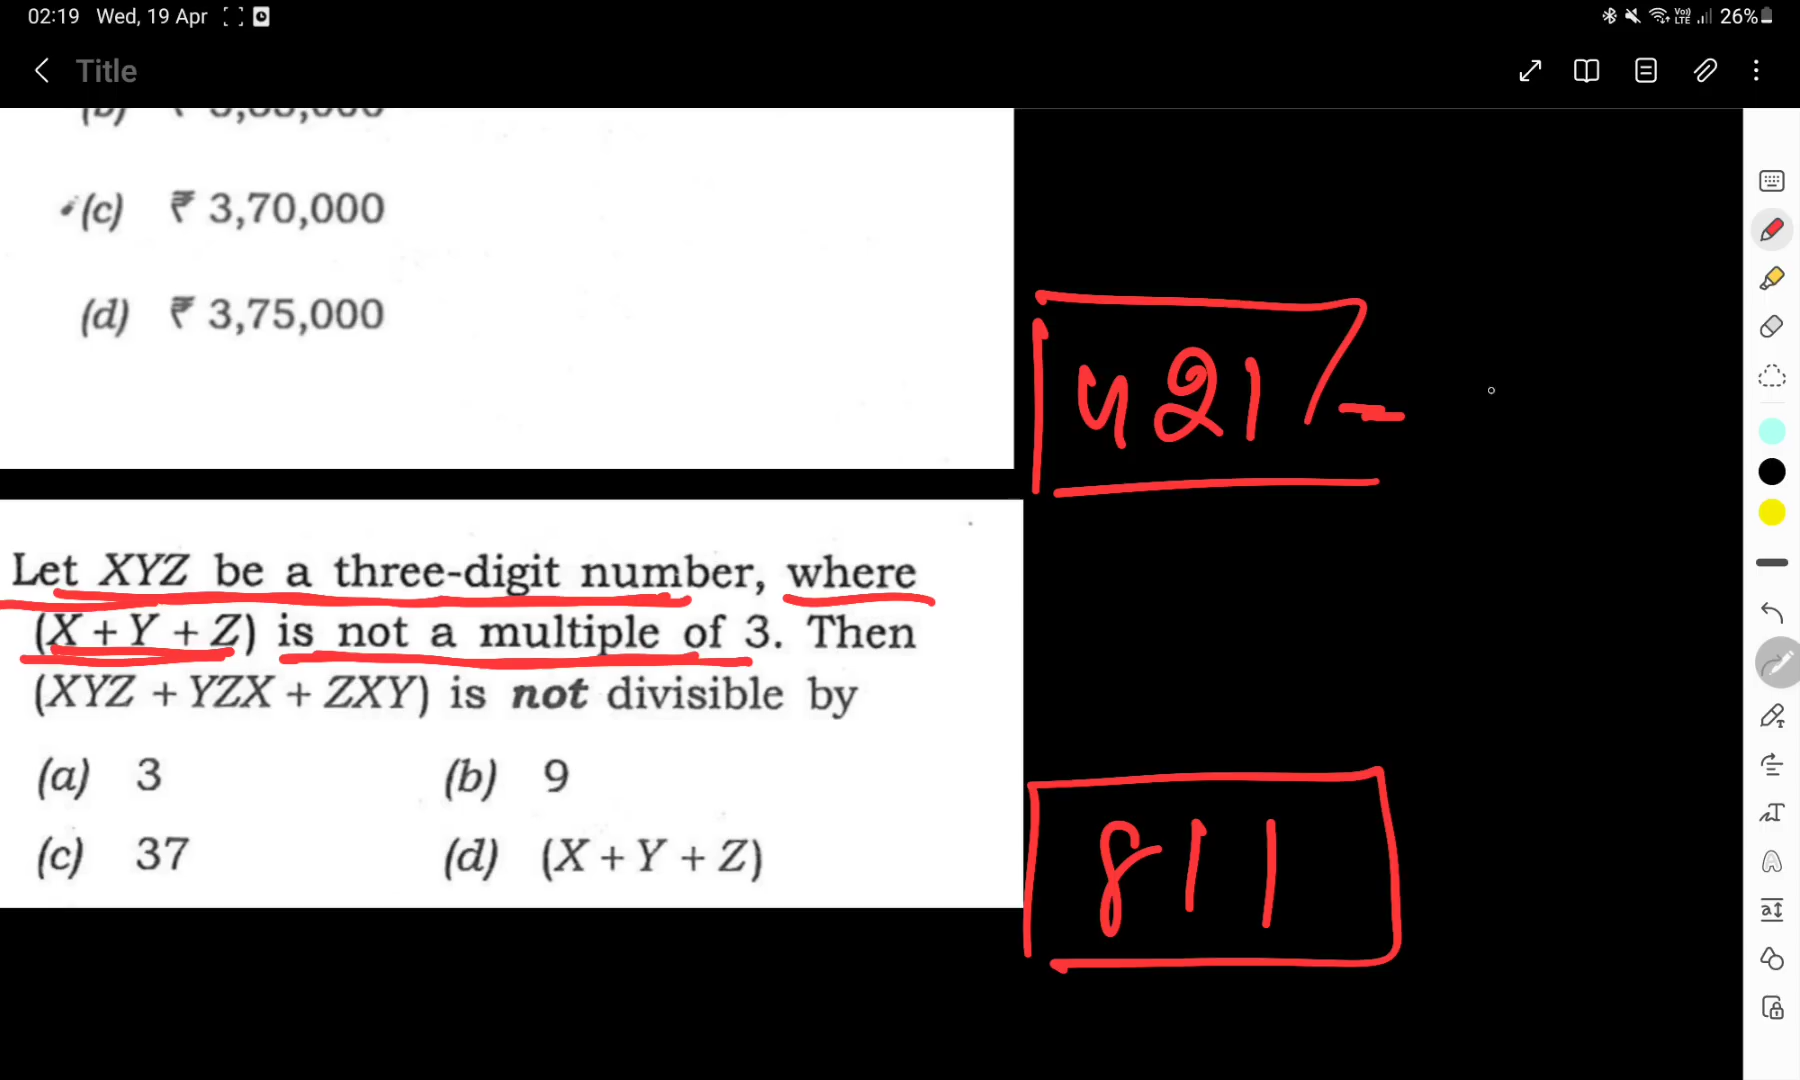 02:19 Wed, 19 Apr
26%
Title
(c) ₹ 3,70,000
(d) ₹ 3,75,000
421
Let XYZ be a three-digit number, where
(X + Y + Z) is not a multiple of 3. Then
(XYZ + YZX + ZXY) is not divisible by
(a) 3 (b) 9
(c) 37 (d) (X + Y + Z)
811